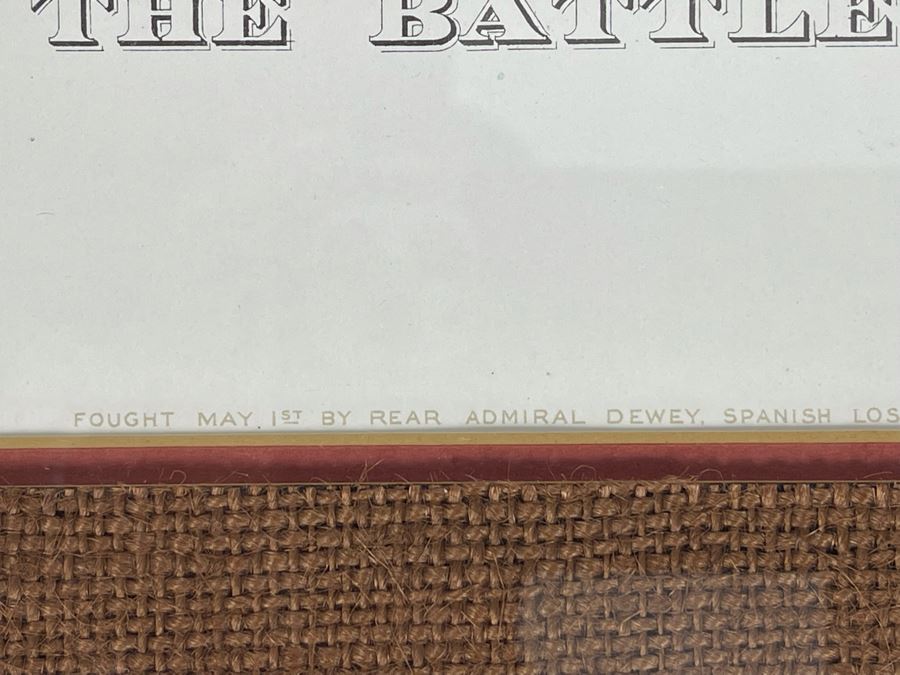 THE BATTLE
FOUGHT MAY 1ST BY REAR ADMIRAL DEWEY, SPANISH LOS